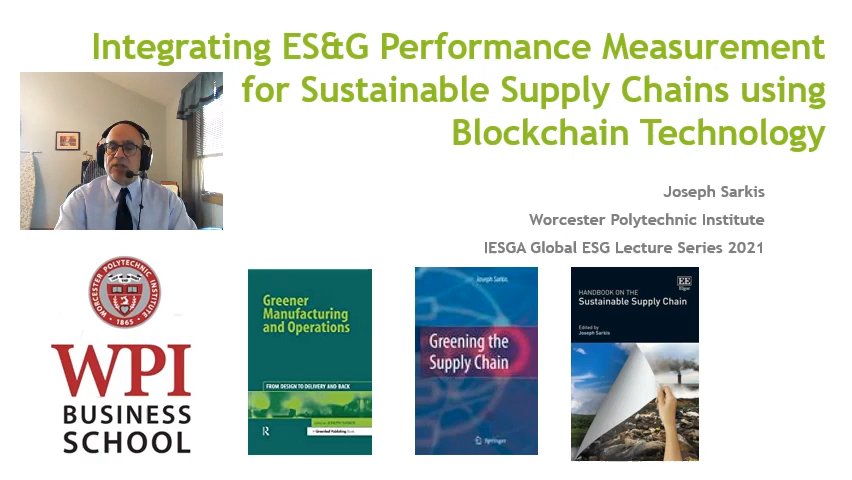 Integrating ES&G Performance Measurement
for Sustainable Supply Chains using
Blockchain Technology
Joseph Sarkis
Worcester Polytechnic Institute
IESGA Global ESG Lecture Series 2021
WORCESTER POLYTECHNIC INSTITUTE
1865
WPI
BUSINESS
SCHOOL
Greener
Manufacturing
and Operations
FROM DESIGN TO DELIVERY AND BACK
Joseph Sarkis
Greening the
Supply Chain
Springer
EE
Elgar
HANDBOOK ON THE
Sustainable Supply Chain
Edited by
Joseph Sarkis